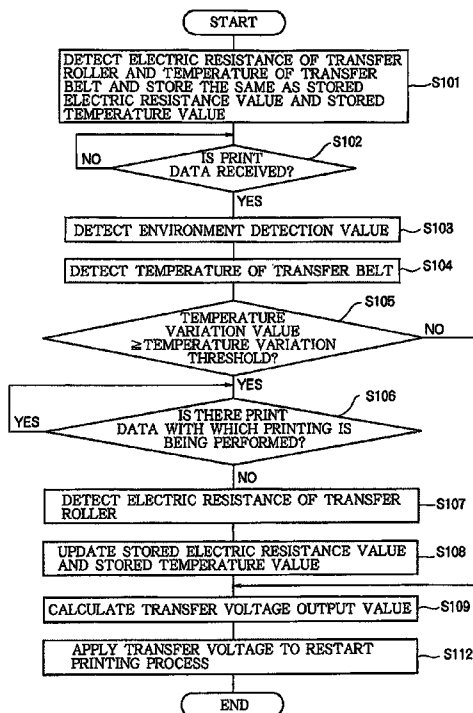 START
DETECT ELECTRIC RESISTANCE OF TRANSFER
ROLLER AND TEMPERATURE OF TRANSFER
BELT AND STORE THE SAME AS STORED
ELECTRIC RESISTANCE VALUE AND STORED
TEMPERATURE VALUE
S101
S102
IS PRINT
DATA RECEIVED?
NO
YES
DETECT ENVIRONMENT DETECTION VALUE
S103
DETECT TEMPERATURE OF TRANSFER BELT
S104
S105
TEMPERATURE
VARIATION VALUE
≧TEMPERATURE VARIATION
THRESHOLD?
NO
YES
S106
IS THERE PRINT
DATA WITH WHICH PRINTING IS
BEING PERFORMED?
YES
NO
DETECT ELECTRIC RESISTANCE OF TRANSFER
ROLLER
S107
UPDATE STORED ELECTRIC RESISTANCE VALUE
AND STORED TEMPERATURE VALUE
S108
CALCULATE TRANSFER VOLTAGE OUTPUT VALUE
S109
APPLY TRANSFER VOLTAGE TO RESTART
PRINTING PROCESS
S112
END